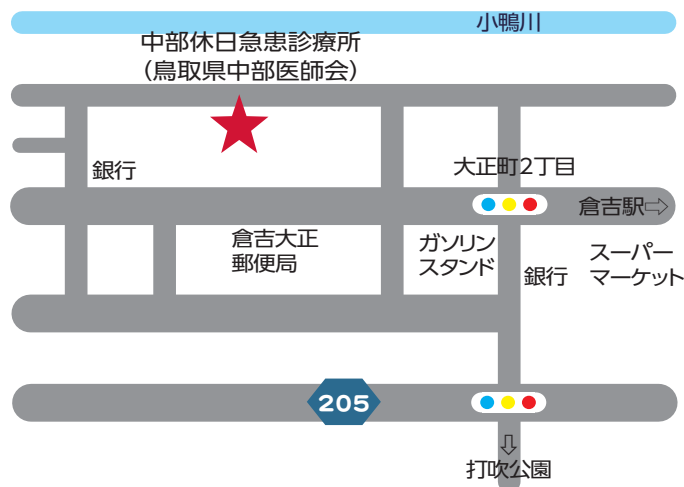 小鴨川
中部休日急患診療所
（鳥取県中部医師会）
銀行
大正町2丁目
倉吉駅⇨
倉吉大正
郵便局
ガソリン
スタンド
銀行
スーパー
マーケット
205
⇩
打吹公園